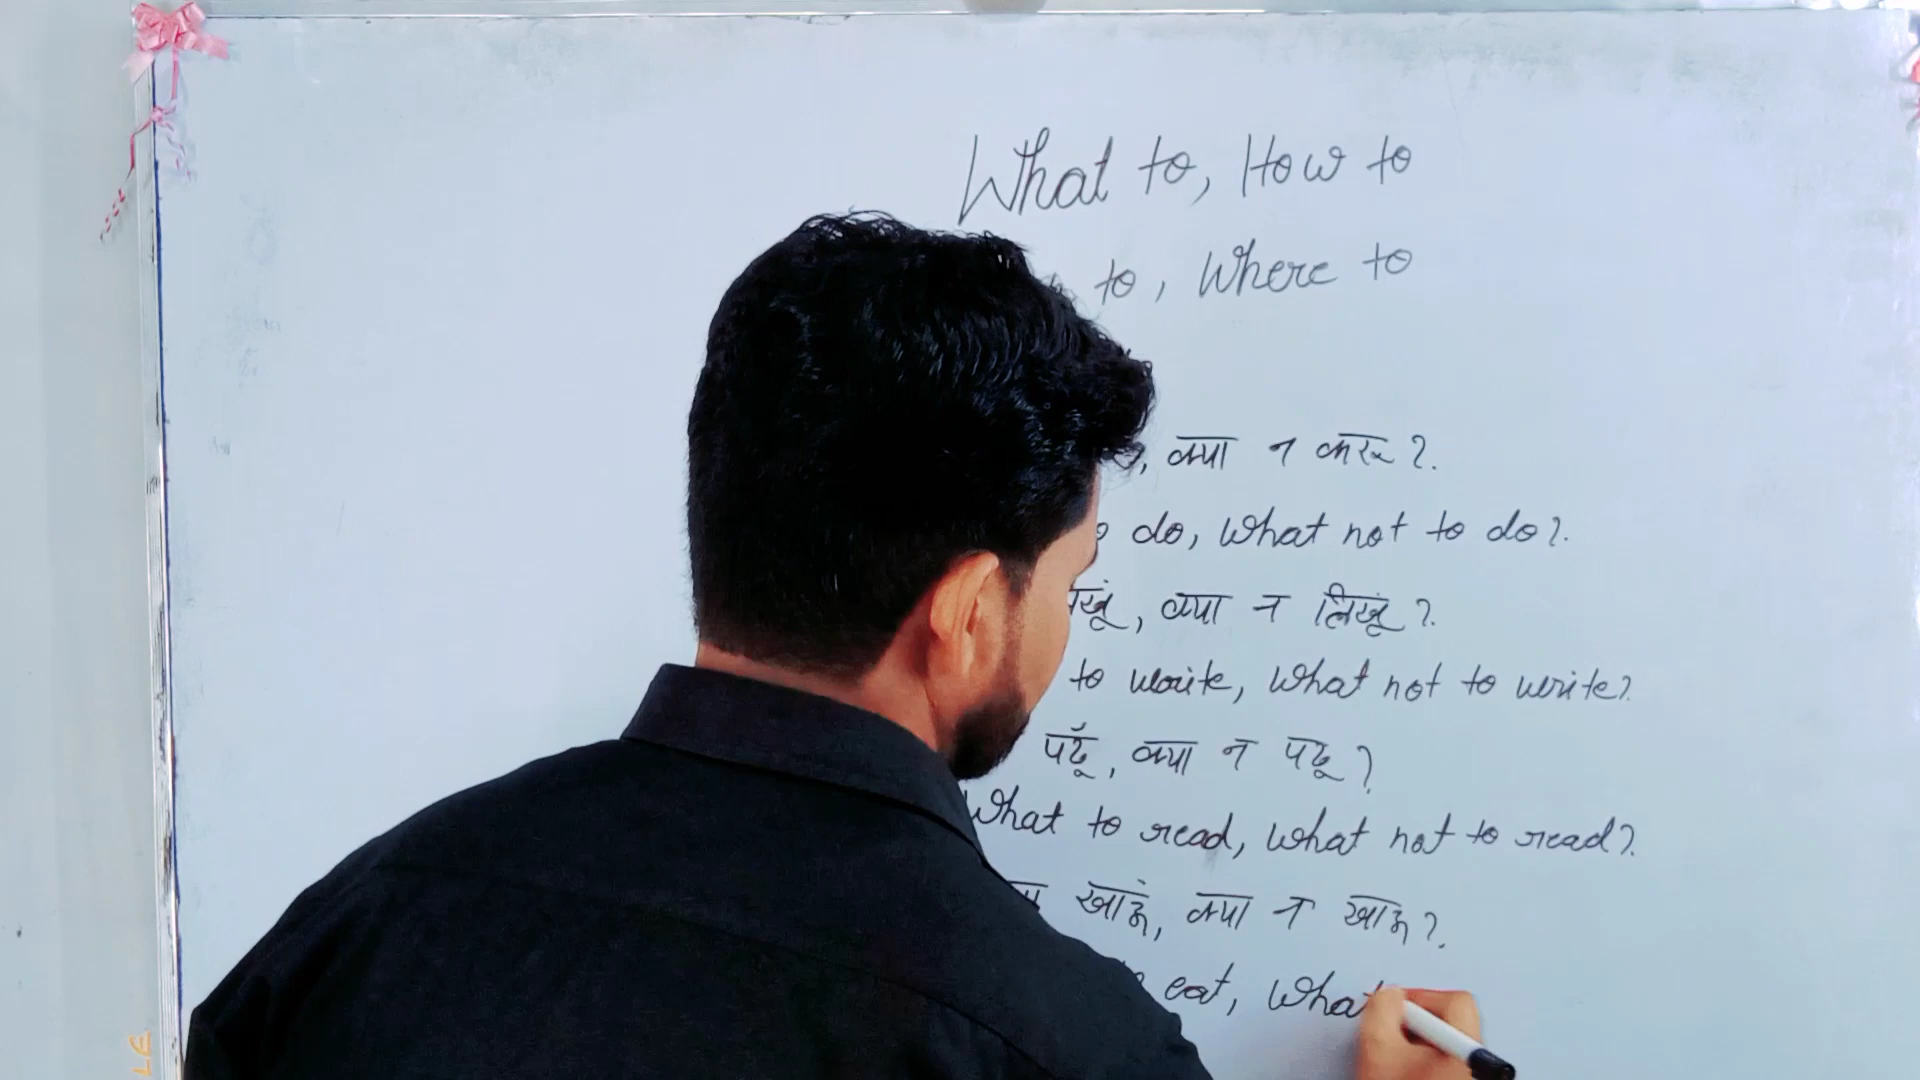 What to, How to
to, Where to
, क्या न करू ?.
do, What not to do?.
, क्या न लिखूं ?.
to write, What not to write?
पढूँ, क्या न पढू ?
What to read, What not to read?.
खाऊं, क्या न खाऊ ?.
eat, What